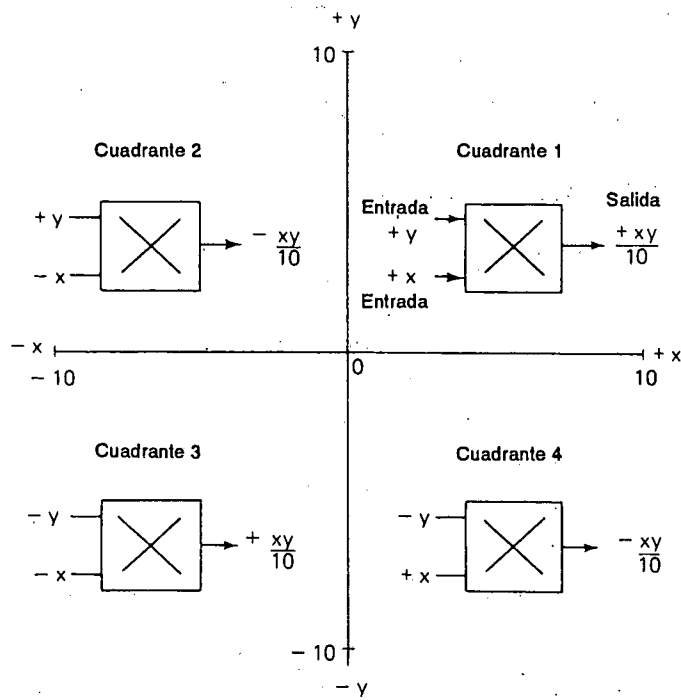 + y
10
Cuadrante 2
Cuadrante 1
+ y
- x
- xy/10
Entrada
+ y
+ x
Entrada
Salida
+ xy/10
- x
- 10
0
10
+ x
Cuadrante 3
Cuadrante 4
- y
- x
+ xy/10
- y
+ x
- xy/10
- 10
- y